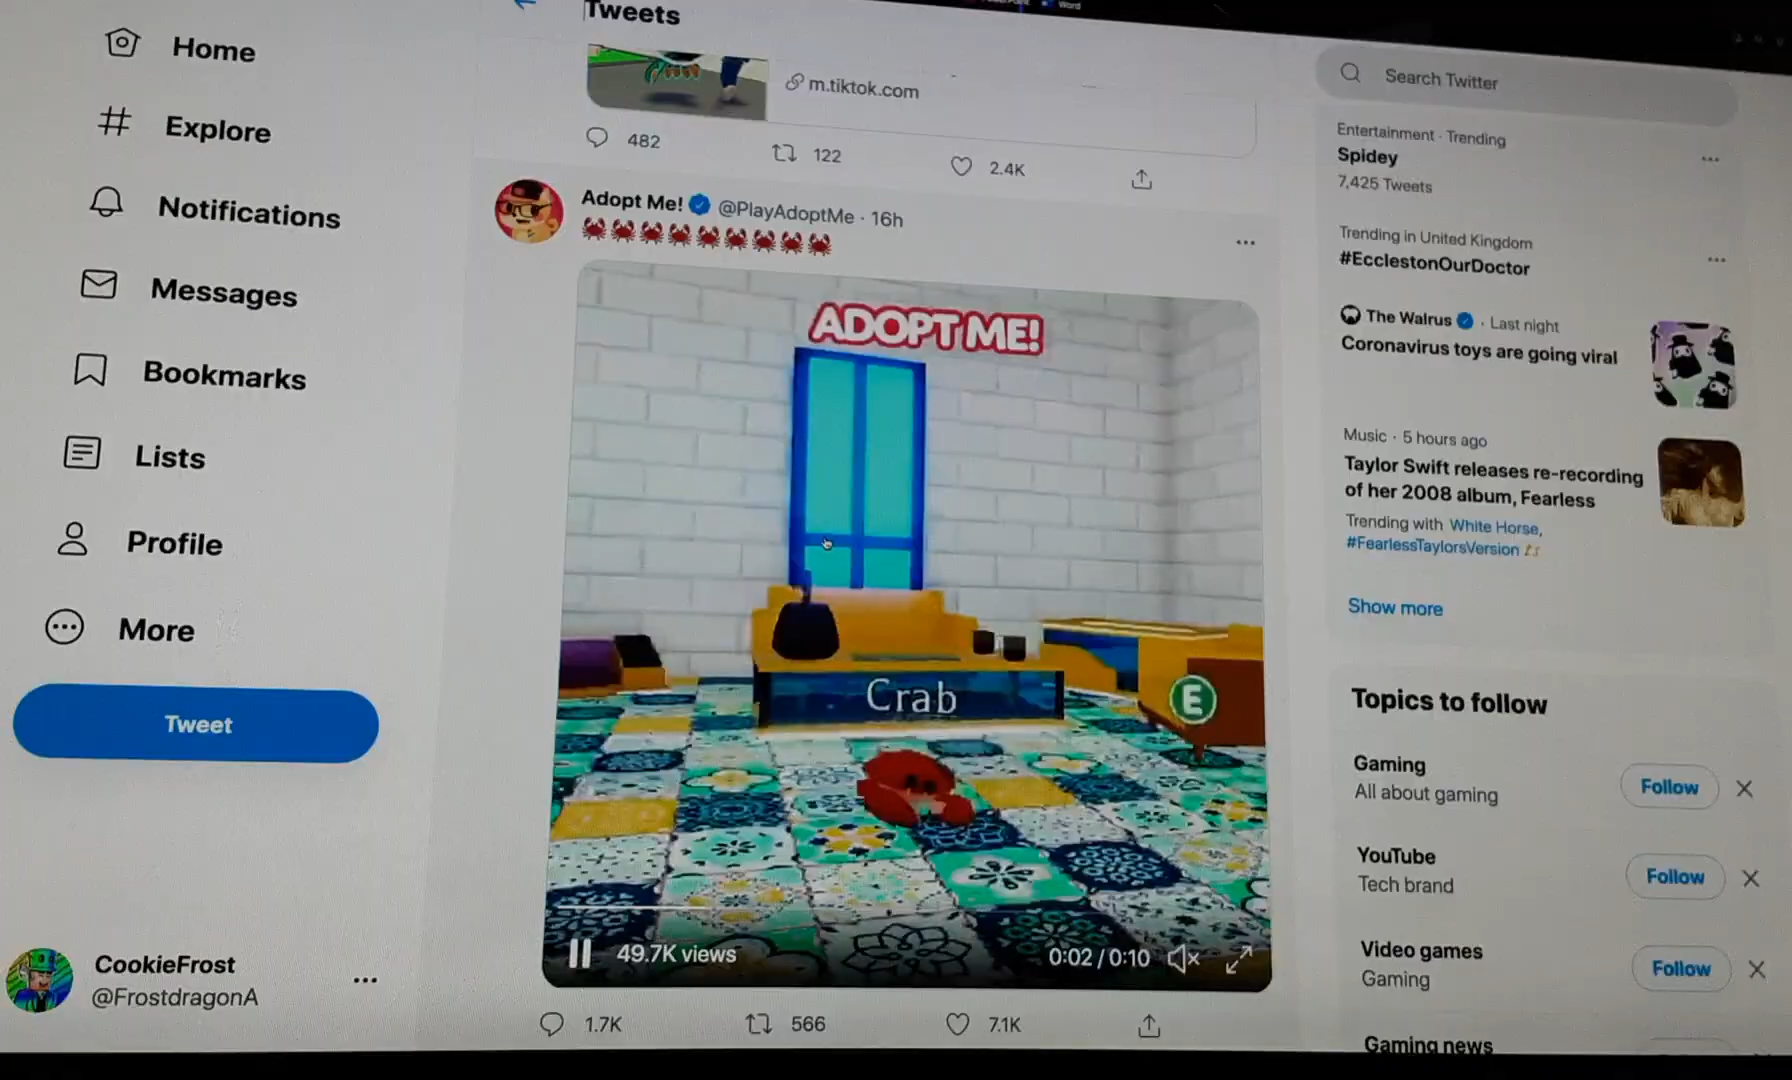 Tweets
Word
Home
Explore
Notifications
Messages
Bookmarks
Lists
Profile
More
Tweet
CookieFrost
@FrostdragonA
m.tiktok.com
482
122
2.4K
Adopt Me! @PlayAdoptMe · 16h
ADOPT ME!
Crab
E
49.7K views
0:02 / 0:10
1.7K
566
7.1K
Search Twitter
Entertainment · Trending
Spidey
7,425 Tweets
Trending in United Kingdom
#EcclestonOurDoctor
The Walrus · Last night
Coronavirus toys are going viral
Music · 5 hours ago
Taylor Swift releases re-recording
of her 2008 album, Fearless
Trending with White Horse,
#FearlessTaylorsVersion
Show more
Topics to follow
Gaming
All about gaming
Follow
YouTube
Tech brand
Follow
Video games
Gaming
Follow
Gaming news